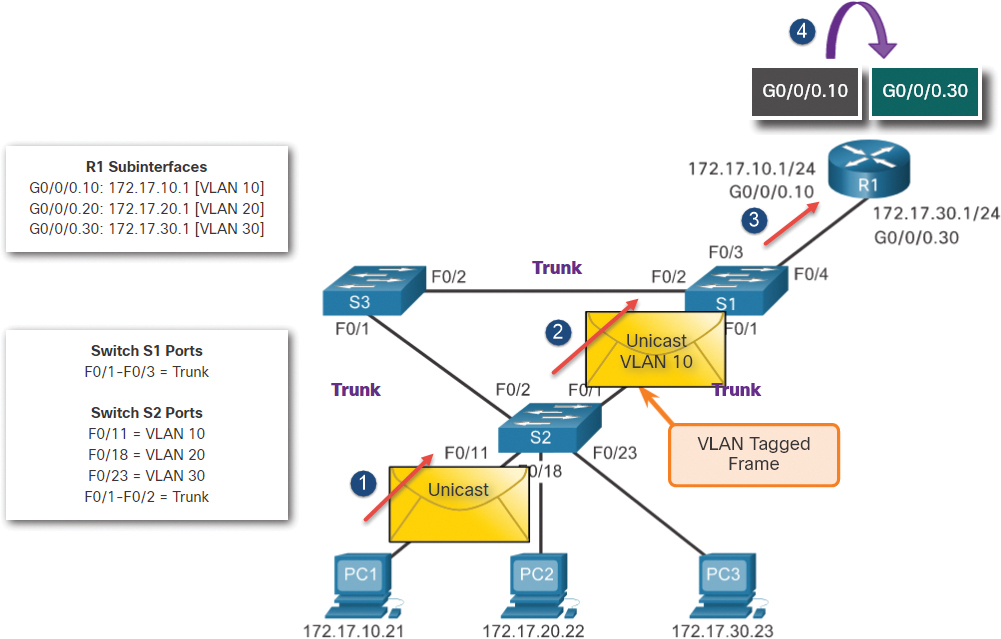 4
G0/0/0.10
G0/0/0.30
R1 Subinterfaces
G0/0/0.10: 172.17.10.1 [VLAN 10]
G0/0/0.20: 172.17.20.1 [VLAN 20]
G0/0/0.30: 172.17.30.1 [VLAN 30]
172.17.10.1/24
G0/0/0.10
R1
3
172.17.30.1/24
G0/0/0.30
F0/3
Trunk
F0/2
F0/2
F0/4
S3
S1
F0/1
F0/1
2
Unicast
VLAN 10
Switch S1 Ports
F0/1-F0/3 = Trunk
Switch S2 Ports
F0/11 = VLAN 10
F0/18 = VLAN 20
F0/23 = VLAN 30
F0/1-F0/2 = Trunk
Trunk
F0/2
F0/1
Trunk
S2
VLAN Tagged
Frame
F0/11
F0/18
F0/23
1
Unicast
PC1
PC2
PC3
172.17.10.21
172.17.20.22
172.17.30.23